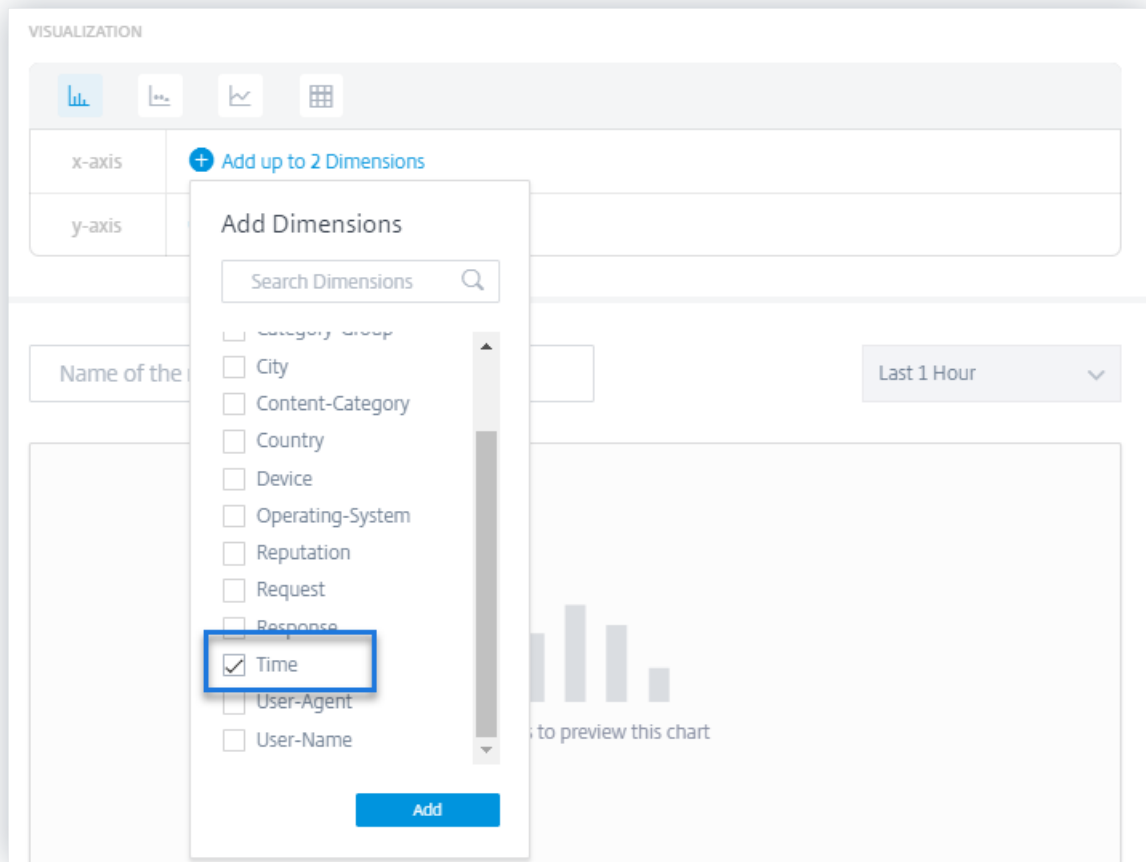 VISUALIZATION
x-axis
Add up to 2 Dimensions
y-axis
Add Dimensions
Search Dimensions
Category-Group
City
Content-Category
Country
Device
Operating-System
Reputation
Request
Response
Time
User-Agent
User-Name
Add
Name of the
Last 1 Hour
to preview this chart